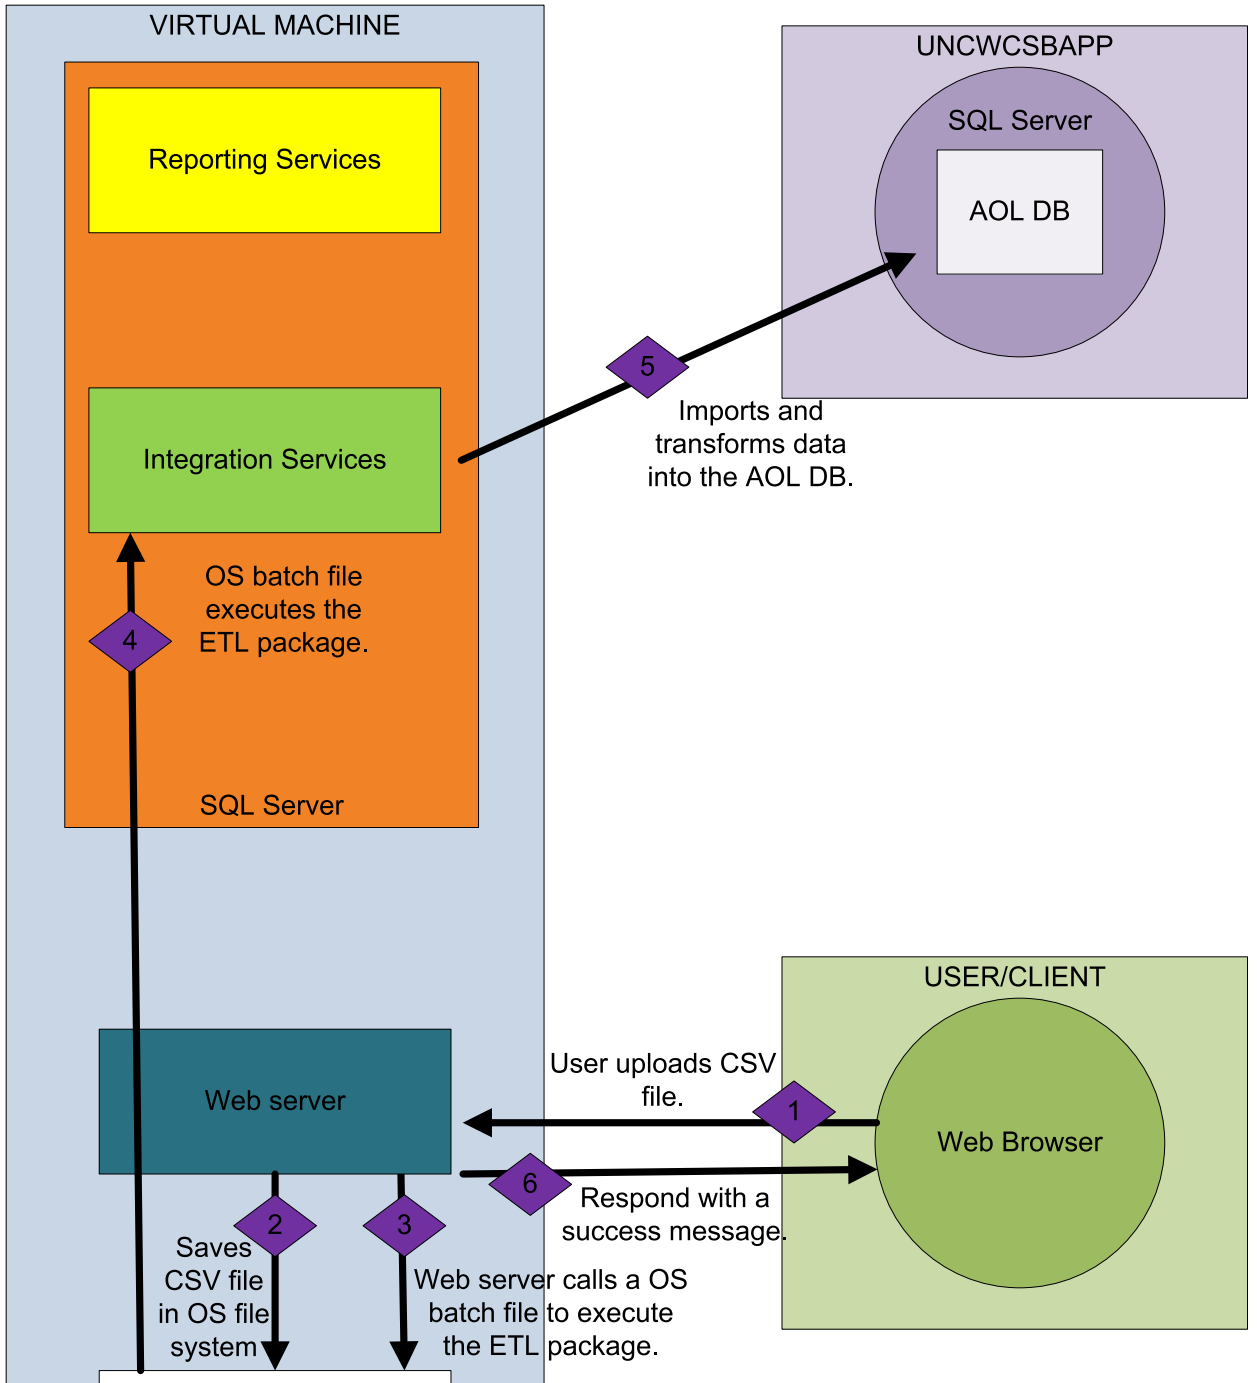 VIRTUAL MACHINE
Reporting Services
Integration Services
OS batch file
executes the
ETL package.
4
SQL Server
UNCWCSBAPP
SQL Server
AOL DB
5
Imports and
transforms data
into the AOL DB.
USER/CLIENT
Web Browser
User uploads CSV
file.
1
Web server
6
Respond with a
success message.
2
Saves
CSV file
in OS file
system
3
Web server calls a OS
batch file to execute
the ETL package.